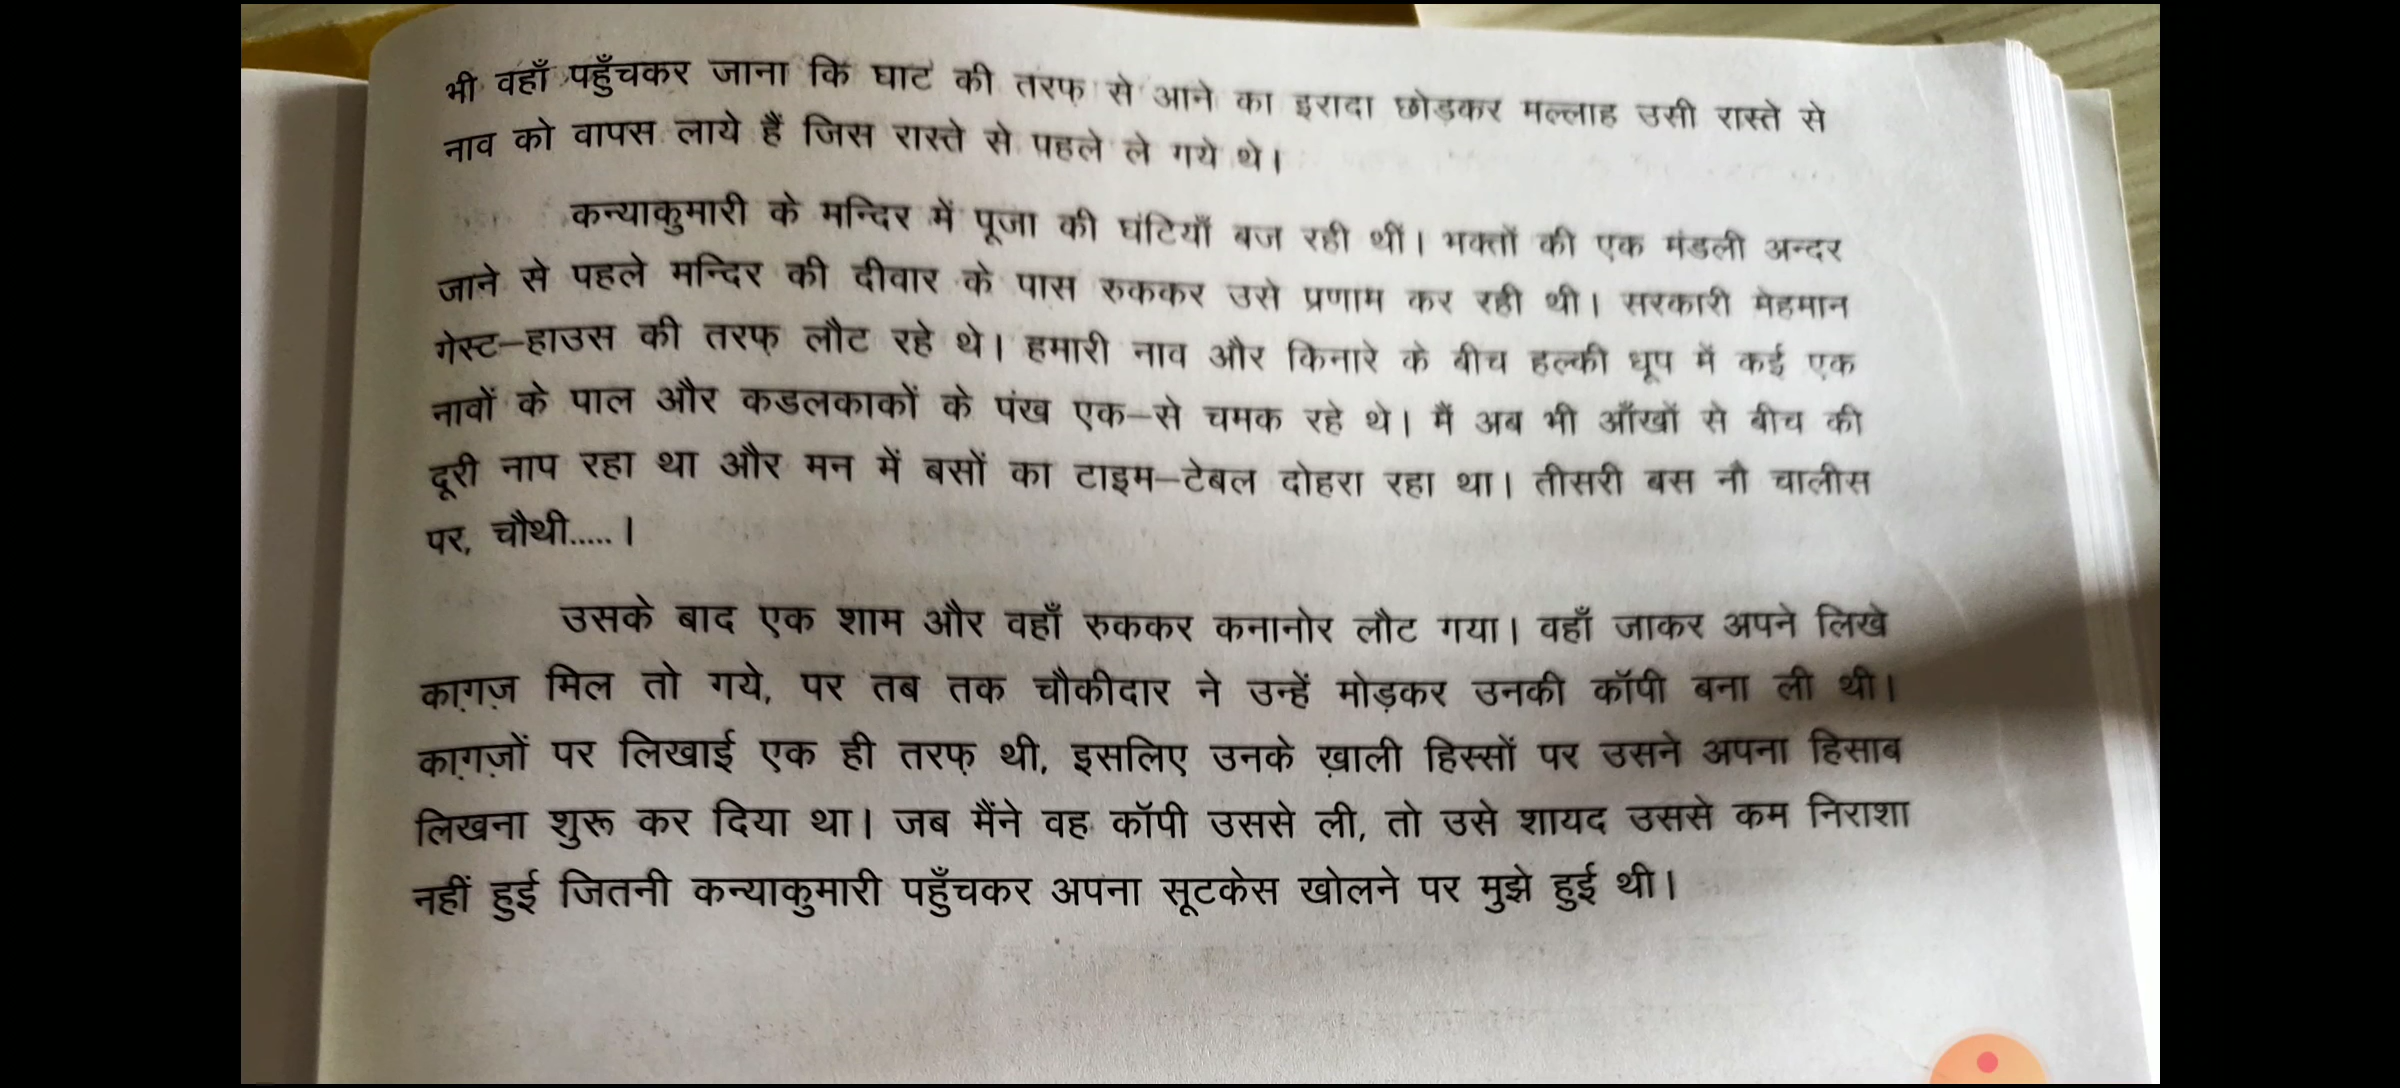 भी वहाँ पहुँचकर जाना कि घाट की तरफ़ से आने का इरादा छोड़कर मल्लाह उसी रास्ते से
नाव को वापस लाये हैं जिस रास्ते से पहले ले गये थे।
कन्याकुमारी के मन्दिर में पूजा की घंटियाँ बज रही थीं। भक्तों की एक मंडली अन्दर
जाने से पहले मन्दिर की दीवार के पास रुककर उसे प्रणाम कर रही थी। सरकारी मेहमान
गेस्ट–हाउस की तरफ़ लौट रहे थे। हमारी नाव और किनारे के बीच हल्की धूप में कई एक
नावों के पाल और कडलकाकों के पंख एक–से चमक रहे थे। मैं अब भी आँखों से बीच की
दूरी नाप रहा था और मन में बसों का टाइम–टेबल दोहरा रहा था। तीसरी बस नौ चालीस
पर, चौथी.....।
उसके बाद एक शाम और वहाँ रुककर कनानोर लौट गया। वहाँ जाकर अपने लिखे
काग़ज़ मिल तो गये, पर तब तक चौकीदार ने उन्हें मोड़कर उनकी कॉपी बना ली थी।
काग़ज़ों पर लिखाई एक ही तरफ़ थी, इसलिए उनके ख़ाली हिस्सों पर उसने अपना हिसाब
लिखना शुरू कर दिया था। जब मैंने वह कॉपी उससे ली, तो उसे शायद उससे कम निराशा
नहीं हुई जितनी कन्याकुमारी पहुँचकर अपना सूटकेस खोलने पर मुझे हुई थी।